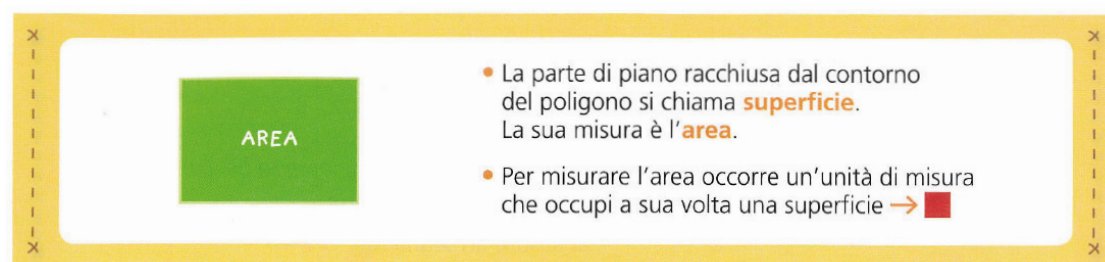 AREA
• La parte di piano racchiusa dal contorno
del poligono si chiama superficie.
La sua misura è l'area.
• Per misurare l'area occorre un'unità di misura
che occupi a sua volta una superficie →